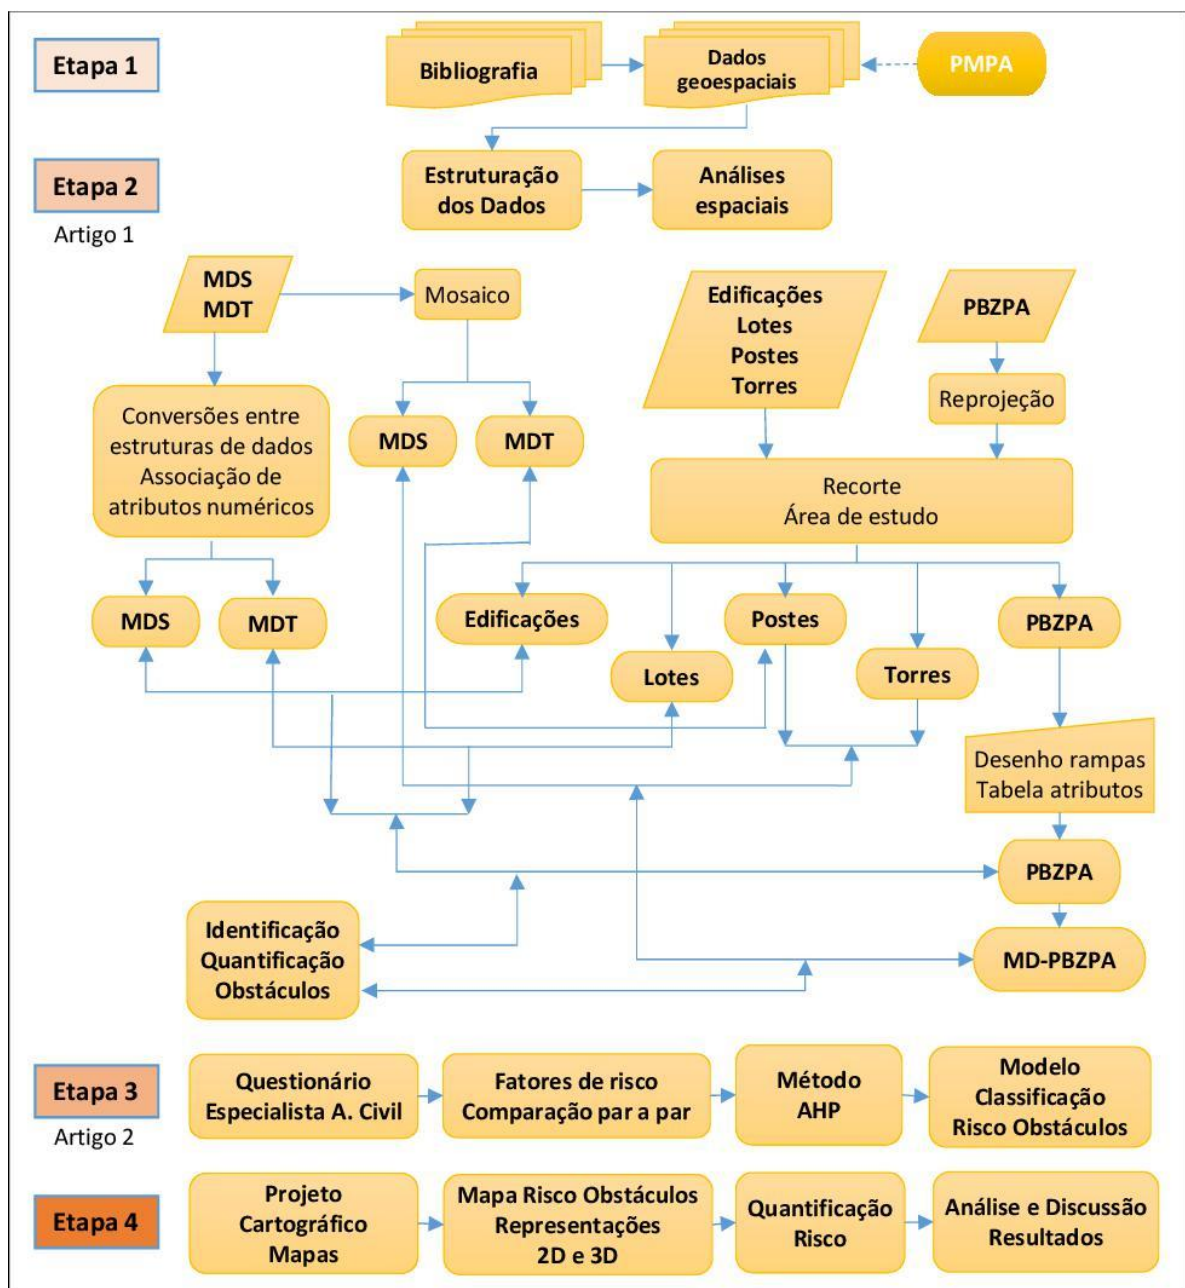 Etapa 1
Bibliografia
Dados
geoespaciais
PMPA
Etapa 2
Artigo 1
Estruturação
dos Dados
Análises
espaciais
MDS
MDT
Mosaico
Edificações
Lotes
Postes
Torres
PBZPA
Reprojeção
Conversões entre
estruturas de dados
Associação de
atributos numéricos
MDS
MDT
Recorte
Área de estudo
MDS
MDT
Edificações
Lotes
Postes
Torres
PBZPA
Desenho rampas
Tabela atributos
PBZPA
Identificação
Quantificação
Obstáculos
MD-PBZPA
Etapa 3
Artigo 2
Questionário
Especialista A. Civil
Fatores de risco
Comparação par a par
Método
AHP
Modelo
Classificação
Risco Obstáculos
Etapa 4
Projeto
Cartográfico
Mapas
Mapa Risco Obstáculos
Representações
2D e 3D
Quantificação
Risco
Análise e Discussão
Resultados